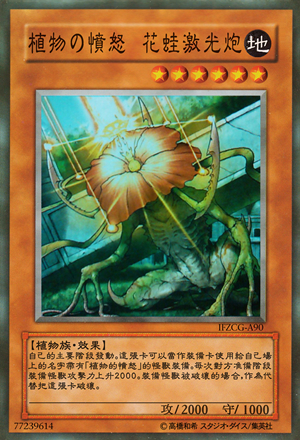 植物の憤怒 花蛙激光炮 地
IFZCG-A90
【植物族·效果】
自己的主要階段發動。這張卡可以當作裝備卡使用給自己場
上的名字帶有「植物的憤怒」的怪獸裝備。每次對方准備階段
裝備怪獸攻擊力上升2000。裝備怪獸被破壞的場合，作為代
替把這張卡破壞。
攻/2000 守/1000
77239614 ©高橋和希 スタジオ・ダイス/集英社